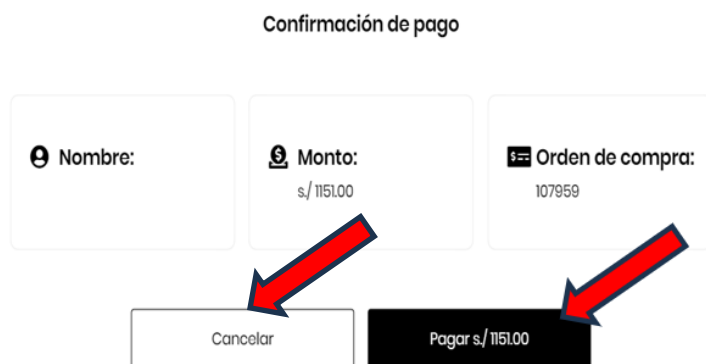 Confirmación de pago
Nombre:
Monto:
s./ 1151.00
Orden de compra:
107959
Cancelar
Pagar s./ 1151.00